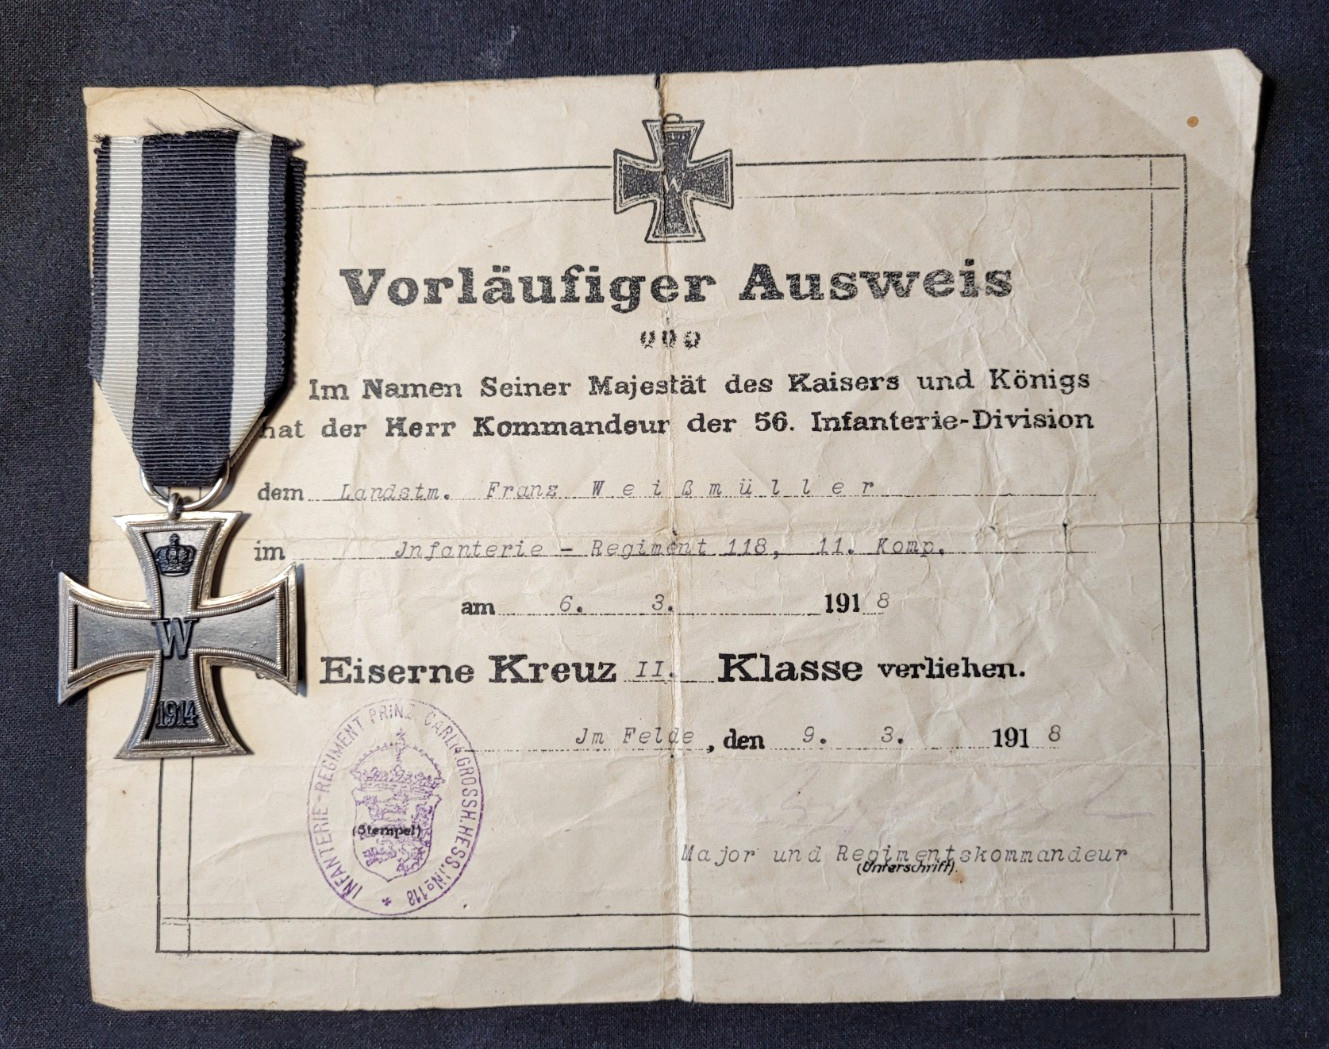 W
Vorläufiger Ausweis
Im Namen Seiner Majestät des Kaisers und Königs
hat der Herr Kommandeur der 56. Infanterie-Division
dem Landstm. Franz Weißmüller
im Jnfanterie - Regiment 118, 11. Komp.
am 6. 3. 1918
W
Eiserne Kreuz II. Klasse verliehen.
1914
Jm Felde, den 9. 3. 1918
INFANTERIE-REGIMENT PRINZ CARL 4. GROSSH. HESS. No 118
(Stempel)
Major und Regimentskommandeur
(Unterschrift).